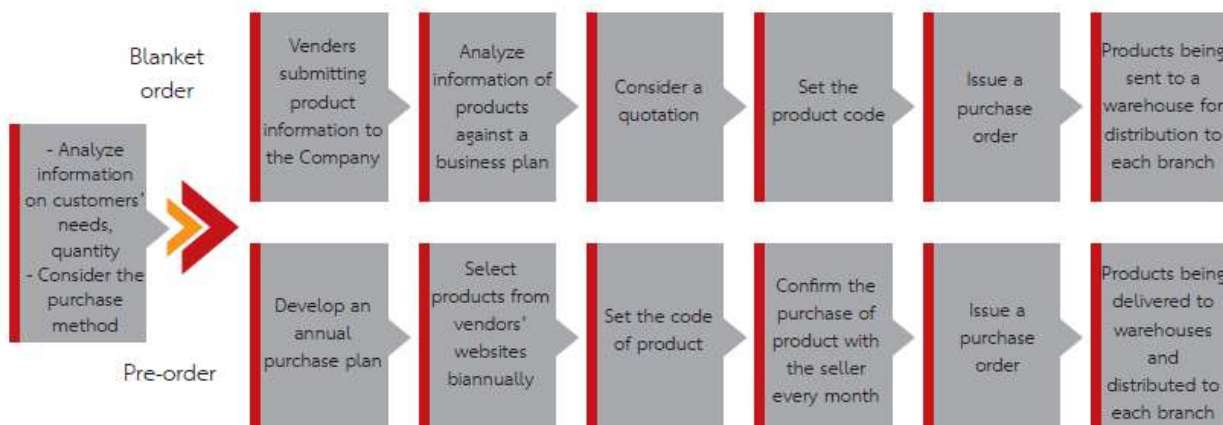 Blanket
order
Venders
submitting
product
information to
the Company
Analyze
information of
products
against a
business plan
Consider a
quotation
Set the
product code
Issue a
purchase
order
Products being
sent to a
warehouse for
distribution to
each branch
- Analyze
information
on customers'
needs,
quantity
- Consider the
purchase
method
Pre-order
Develop an
annual
purchase plan
Select
products from
vendors'
websites
biannually
Set the code
of product
Confirm the
purchase of
product with
the seller
every month
Issue a
purchase
order
Products being
delivered to
warehouses
and
distributed to
each branch